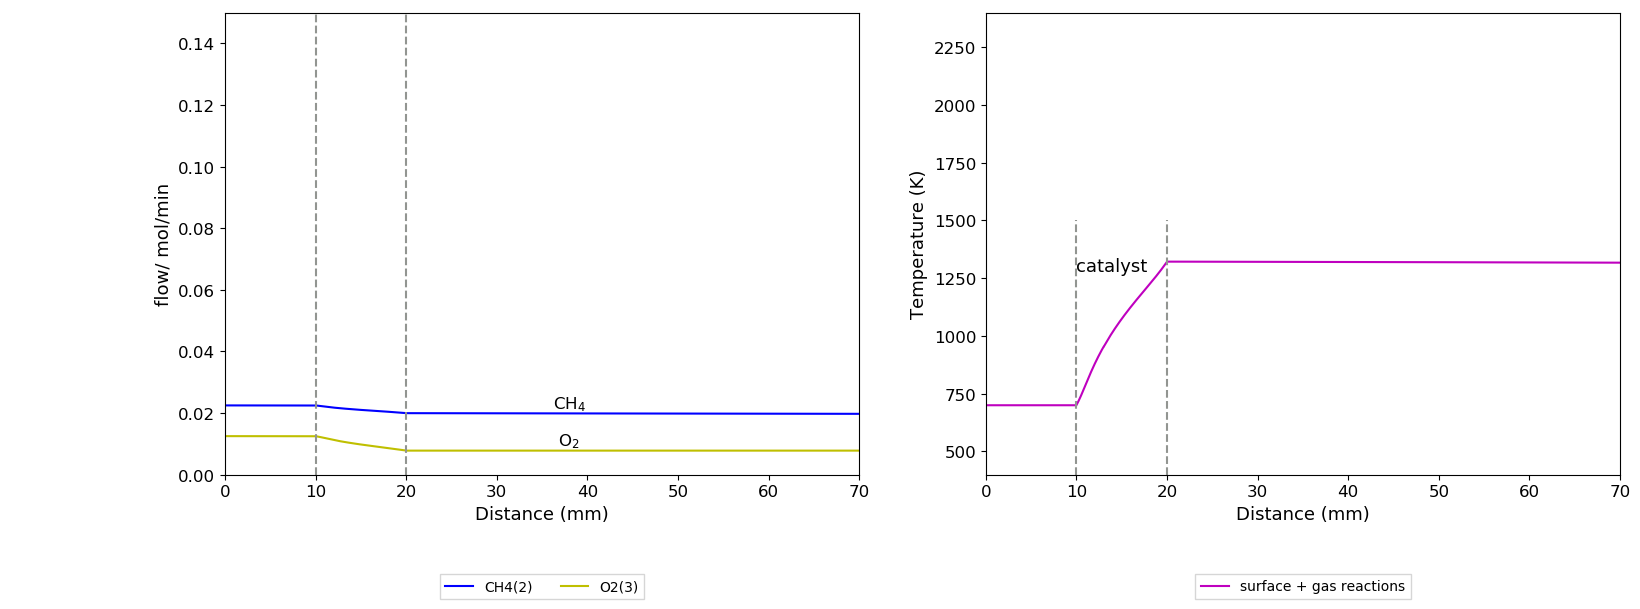 0.14
0.12
0.10
0.08
0.06
0.04
0.02
0.00
flow/ mol/min
CH₄
O₂
0 10 20 30 40 50 60 70
Distance (mm)
CH4(2) O2(3)
2250
2000
1750
1500
1250
1000
750
500
Temperature (K)
catalyst
0 10 20 30 40 50 60 70
Distance (mm)
surface + gas reactions